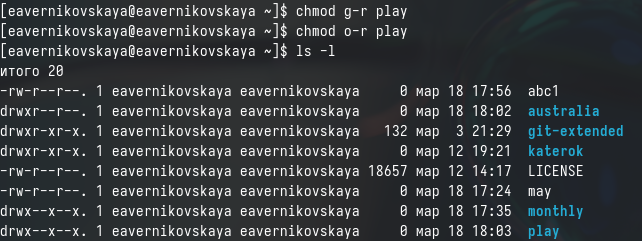 [eavernikovskaya@eavernikovskaya ~]$ chmod g-r play
[eavernikovskaya@eavernikovskaya ~]$ chmod o-r play
[eavernikovskaya@eavernikovskaya ~]$ ls -l
итого 20
-rw-r--r--. 1 eavernikovskaya eavernikovskaya     0 мар 18 17:56  abc1
drwxr--r--. 1 eavernikovskaya eavernikovskaya     0 мар 18 18:02  australia
drwxr-xr-x. 1 eavernikovskaya eavernikovskaya   132 мар  3 21:29  git-extended
drwxr-xr-x. 1 eavernikovskaya eavernikovskaya     0 мар 12 19:21  katerok
-rw-r--r--. 1 eavernikovskaya eavernikovskaya 18657 мар 12 14:17  LICENSE
-rw-r--r--. 1 eavernikovskaya eavernikovskaya     0 мар 18 17:24  may
drwx--x--x. 1 eavernikovskaya eavernikovskaya     0 мар 18 17:35  monthly
drwx--x--x. 1 eavernikovskaya eavernikovskaya     0 мар 18 18:03  play